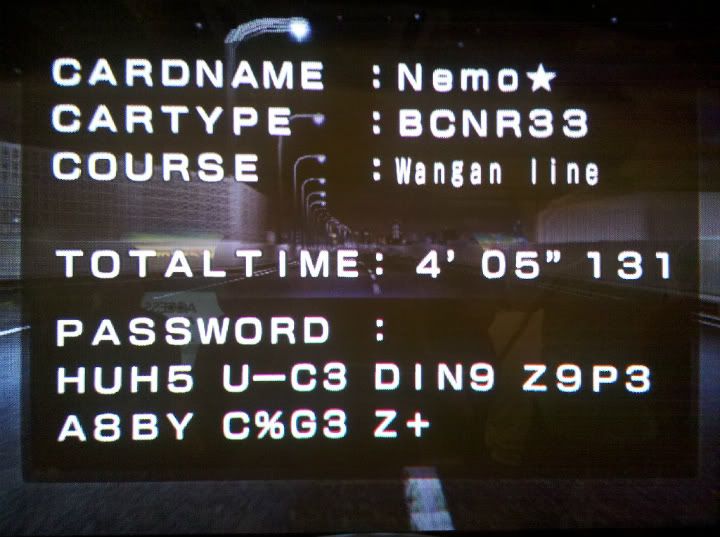 CARDNAME : Nemo★
CARTYPE : BCNR33
COURSE : Wangan line
TOTALTIME: 4' 05" 131
PASSWORD :
HUH5 U-C3 DIN9 Z9P3
A8BY C%G3 Z+